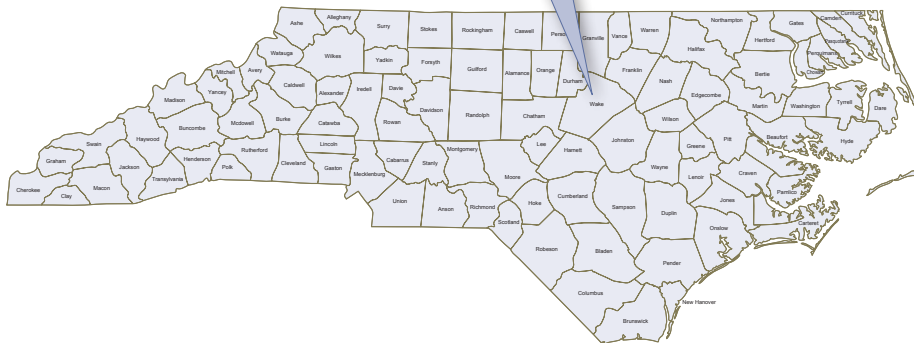 Ashe
Alleghany
Surry
Stokes
Rockingham
Caswell
Person
Granville
Vance
Warren
Northampton
Gates
Camden
Currituck
Hertford
Halifax
Perquimans
Chowan
Watauga
Wilkes
Yadkin
Forsyth
Guilford
Alamance
Orange
Durham
Franklin
Nash
Bertie
Mitchell
Avery
Caldwell
Alexander
Iredell
Davie
Edgecombe
Madison
Yancey
Davidson
Randolph
Chatham
Wake
Wilson
Martin
Washington
Tyrrell
Dare
Buncombe
Mcdowell
Burke
Catawba
Rowan
Swain
Haywood
Rutherford
Lincoln
Lee
Harnett
Johnston
Greene
Pitt
Beaufort
Hyde
Graham
Jackson
Henderson
Polk
Cleveland
Gaston
Mecklenburg
Cabarrus
Stanly
Montgomery
Moore
Wayne
Lenoir
Craven
Pamlico
Cherokee
Clay
Macon
Transylvania
Union
Anson
Richmond
Scotland
Hoke
Cumberland
Sampson
Duplin
Jones
Onslow
Carteret
Robeson
Bladen
Pender
Columbus
Brunswick
New Hanover